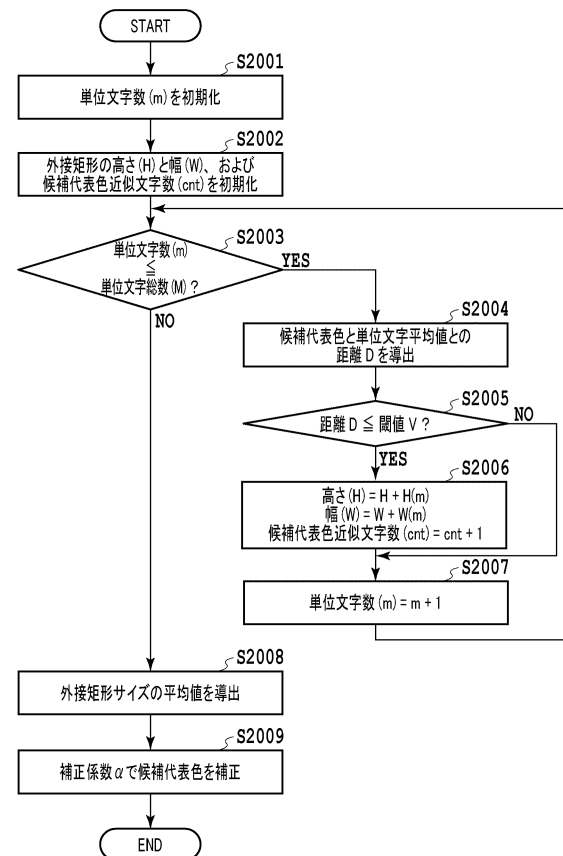 START
S2001
単位文字数(m)を初期化
S2002
外接矩形の高さ(H)と幅(W)、および
候補代表色近似文字数(cnt)を初期化
S2003
単位文字数(m)
≦
単位文字総数(M)?
YES
NO
S2004
候補代表色と単位文字平均値との
距離Dを導出
S2005
距離D ≦ 閾値V?
NO
YES
S2006
高さ(H)=H+H(m)
幅(W)=W+W(m)
候補代表色近似文字数(cnt)=cnt+1
S2007
単位文字数(m)=m+1
S2008
外接矩形サイズの平均値を導出
S2009
補正係数αで候補代表色を補正
END